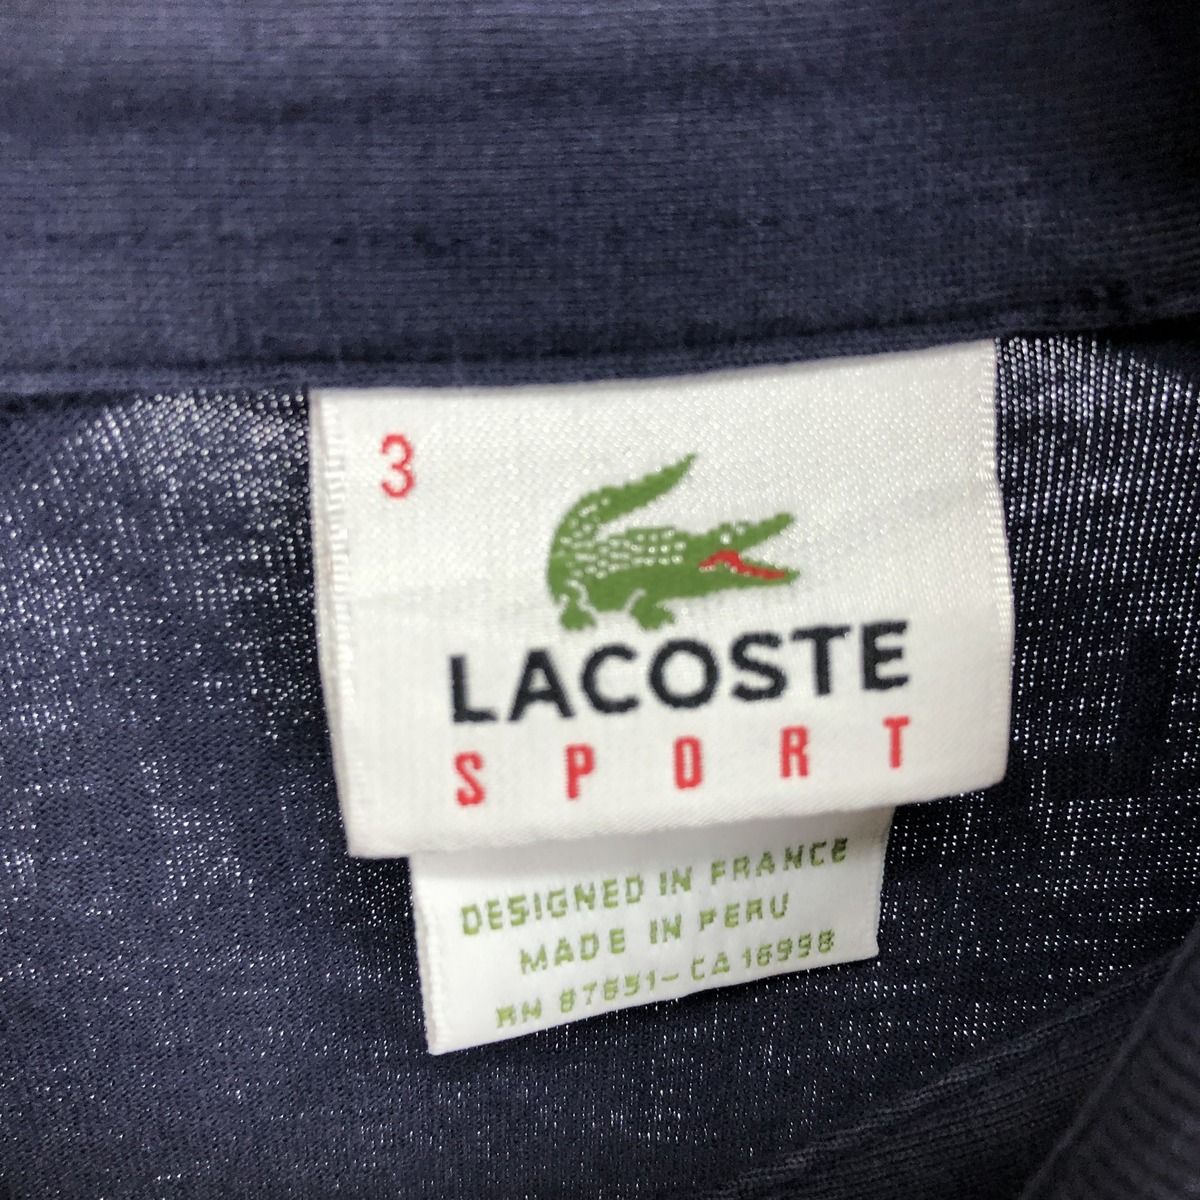 3
LACOSTE
SPORT
DESIGNED IN FRANCE
MADE IN PERU
RN 87651-CA 16998